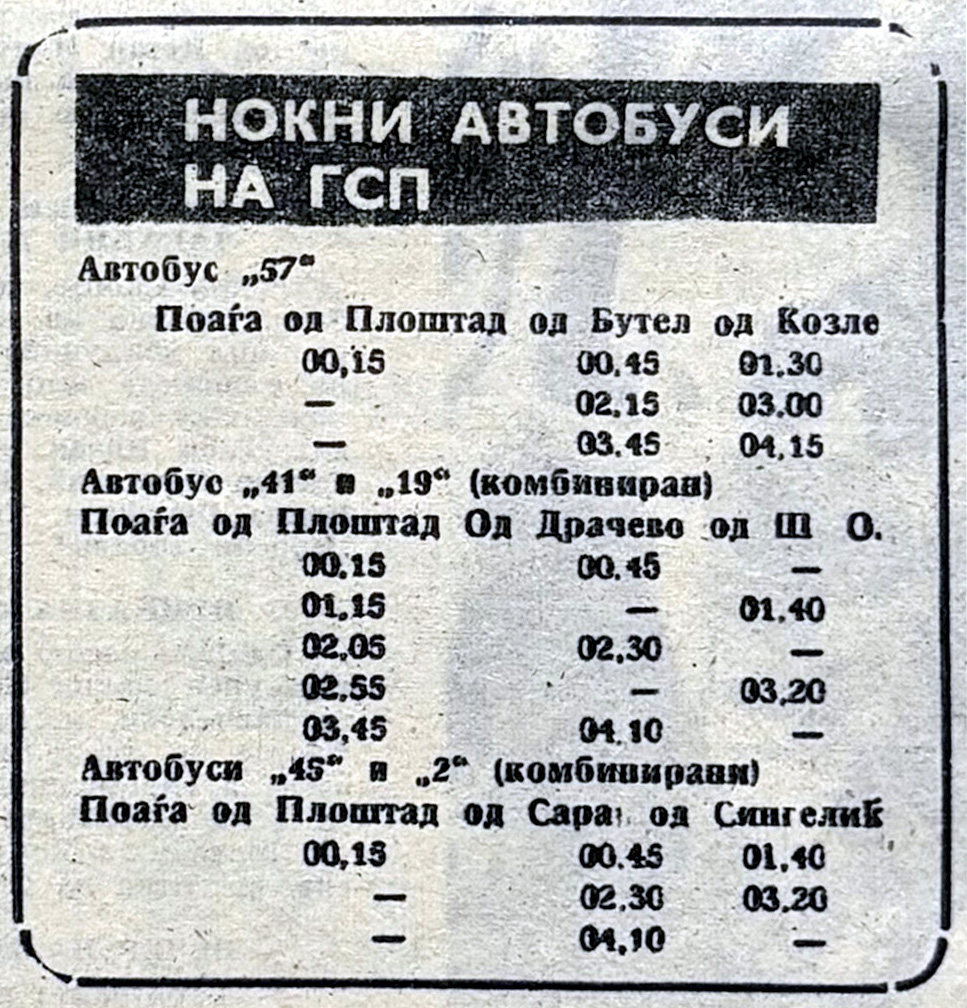 НОКНИ АВТОБУСИ
НА ГСП
Автобус „57“
Поаѓа од Плоштад од Бутел од Козле
00,15 00.45 01.30
— 02.15 03.00
— 03.45 04.15
Автобус „41“ и „19“ (комбиниран)
Поаѓа од Плоштад Од Драчево од Ш О.
00.15 00.45 —
01,15 — 01.40
02.05 02,30 —
02.55 — 03,20
03,45 04.10 —
Автобуси „45“ и „2“ (комбинирани)
Поаѓа од Плоштад од Сарај од Сингелиќ
00,15 00.45 01,40
— 02.30 03.20
— 04,10 —